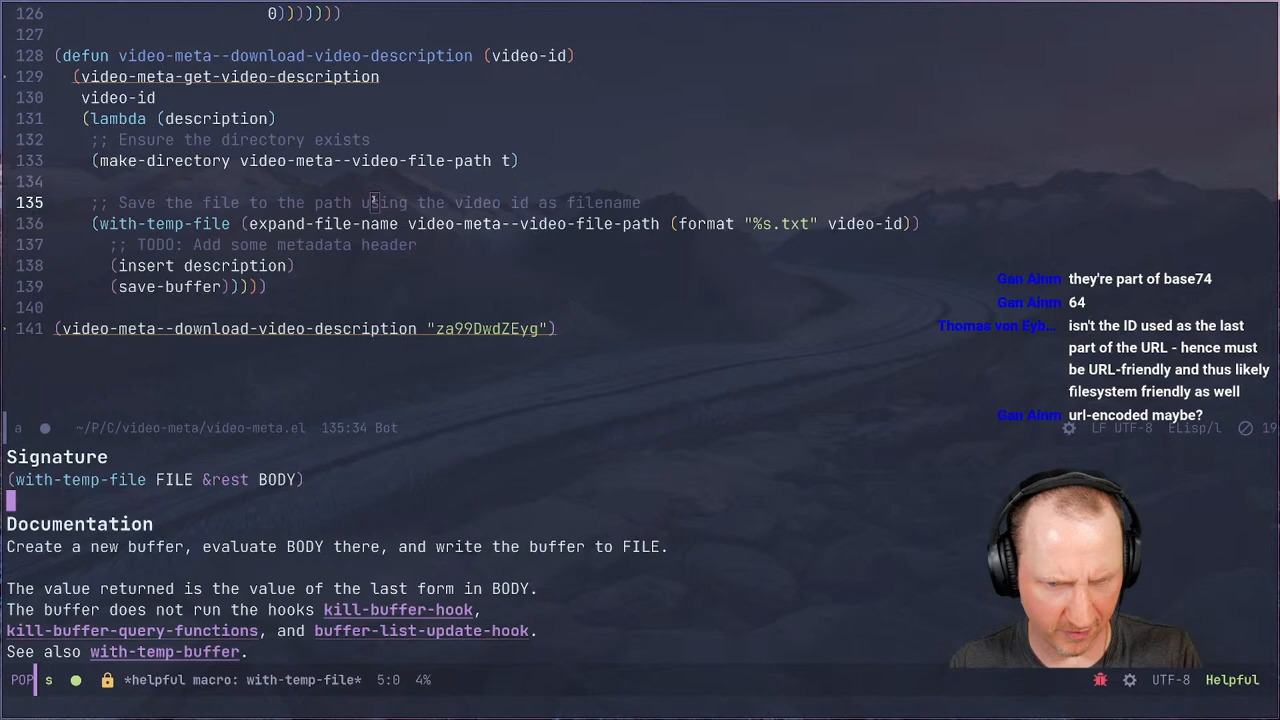 126                         0)))))))
127
128 (defun video-meta--download-video-description (video-id)
129   (video-meta-get-video-description
130    video-id
131    (lambda (description)
132     ;; Ensure the directory exists
133     (make-directory video-meta--video-file-path t)
134
135     ;; Save the file to the path using the video id as filename
136     (with-temp-file (expand-file-name video-meta--video-file-path (format "%s.txt" video-id))
137       ;; TODO: Add some metadata header
138       (insert description)
139       (save-buffer)))))
140
141 (video-meta--download-video-description "za99DwdZEyg")
Gan Ainm they're part of base74
Gan Ainm 64
Thomas von Eyb... isn't the ID used as the last
part of the URL - hence must
be URL-friendly and thus likely
filesystem friendly as well
Gan Ainm url-encoded maybe?
a ~/P/C/video-meta/video-meta.el 135:34 Bot LF UTF-8 ELisp/l 19
Signature
(with-temp-file FILE &rest BODY)
Documentation
Create a new buffer, evaluate BODY there, and write the buffer to FILE.
The value returned is the value of the last form in BODY.
The buffer does not run the hooks kill-buffer-hook,
kill-buffer-query-functions, and buffer-list-update-hook.
See also with-temp-buffer.
POP s *helpful macro: with-temp-file* 5:0 4% UTF-8 Helpful